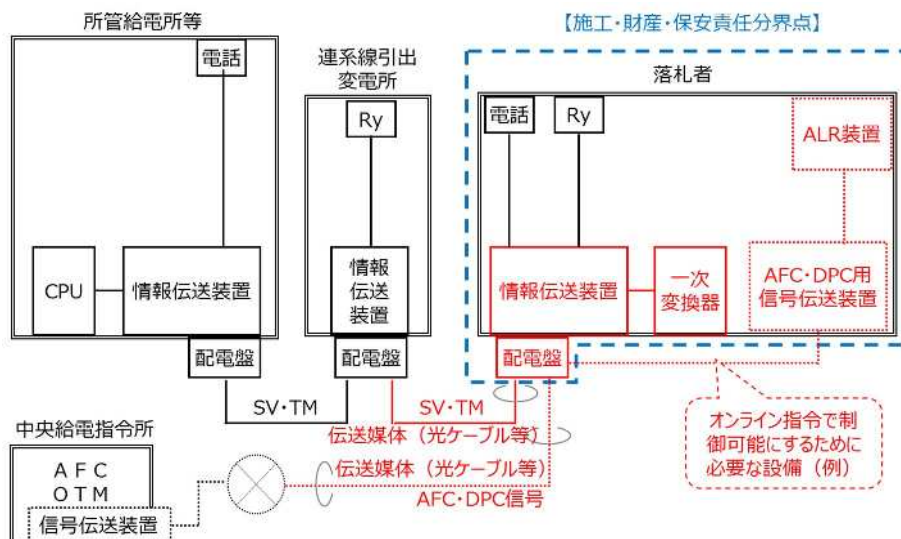 所管給電所等
電話
CPU
情報伝送装置
配電盤
連系線引出
変電所
Ry
情報
伝送
装置
配電盤
【施工・財産・保安責任分界点】
落札者
電話
Ry
ALR装置
情報伝送装置
一次
変換器
AFC・DPC用
信号伝送装置
配電盤
SV・TM
SV・TM
伝送媒体（光ケーブル等）
オンライン指令で制
御可能にするために
必要な設備（例）
中央給電指令所
ＡＦＣ
ＯＴＭ
信号伝送装置
伝送媒体（光ケーブル等）
AFC・DPC信号